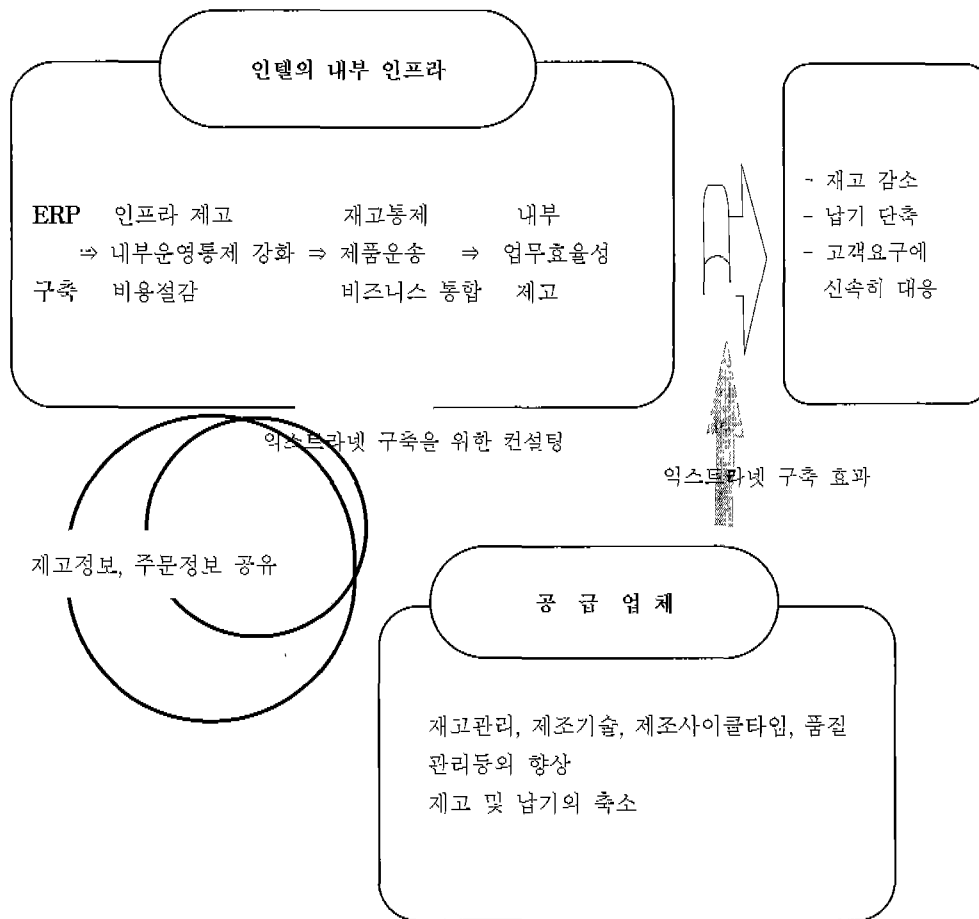 인텔의 내부 인프라
ERP 인프라 제고 재고통제 내부
⇒ 내부운영통제 강화 ⇒ 제품운송 ⇒ 업무효율성
구축 비용절감 비즈니스 통합 제고
- 재고 감소
- 납기 단축
- 고객요구에
신속히 대응
익스트라넷 구축을 위한 컨설팅
익스트라넷 구축 효과
재고정보, 주문정보 공유
공 급 업 체
재고관리, 제조기술, 제조사이클타임, 품질
관리등의 향상
재고 및 납기의 축소